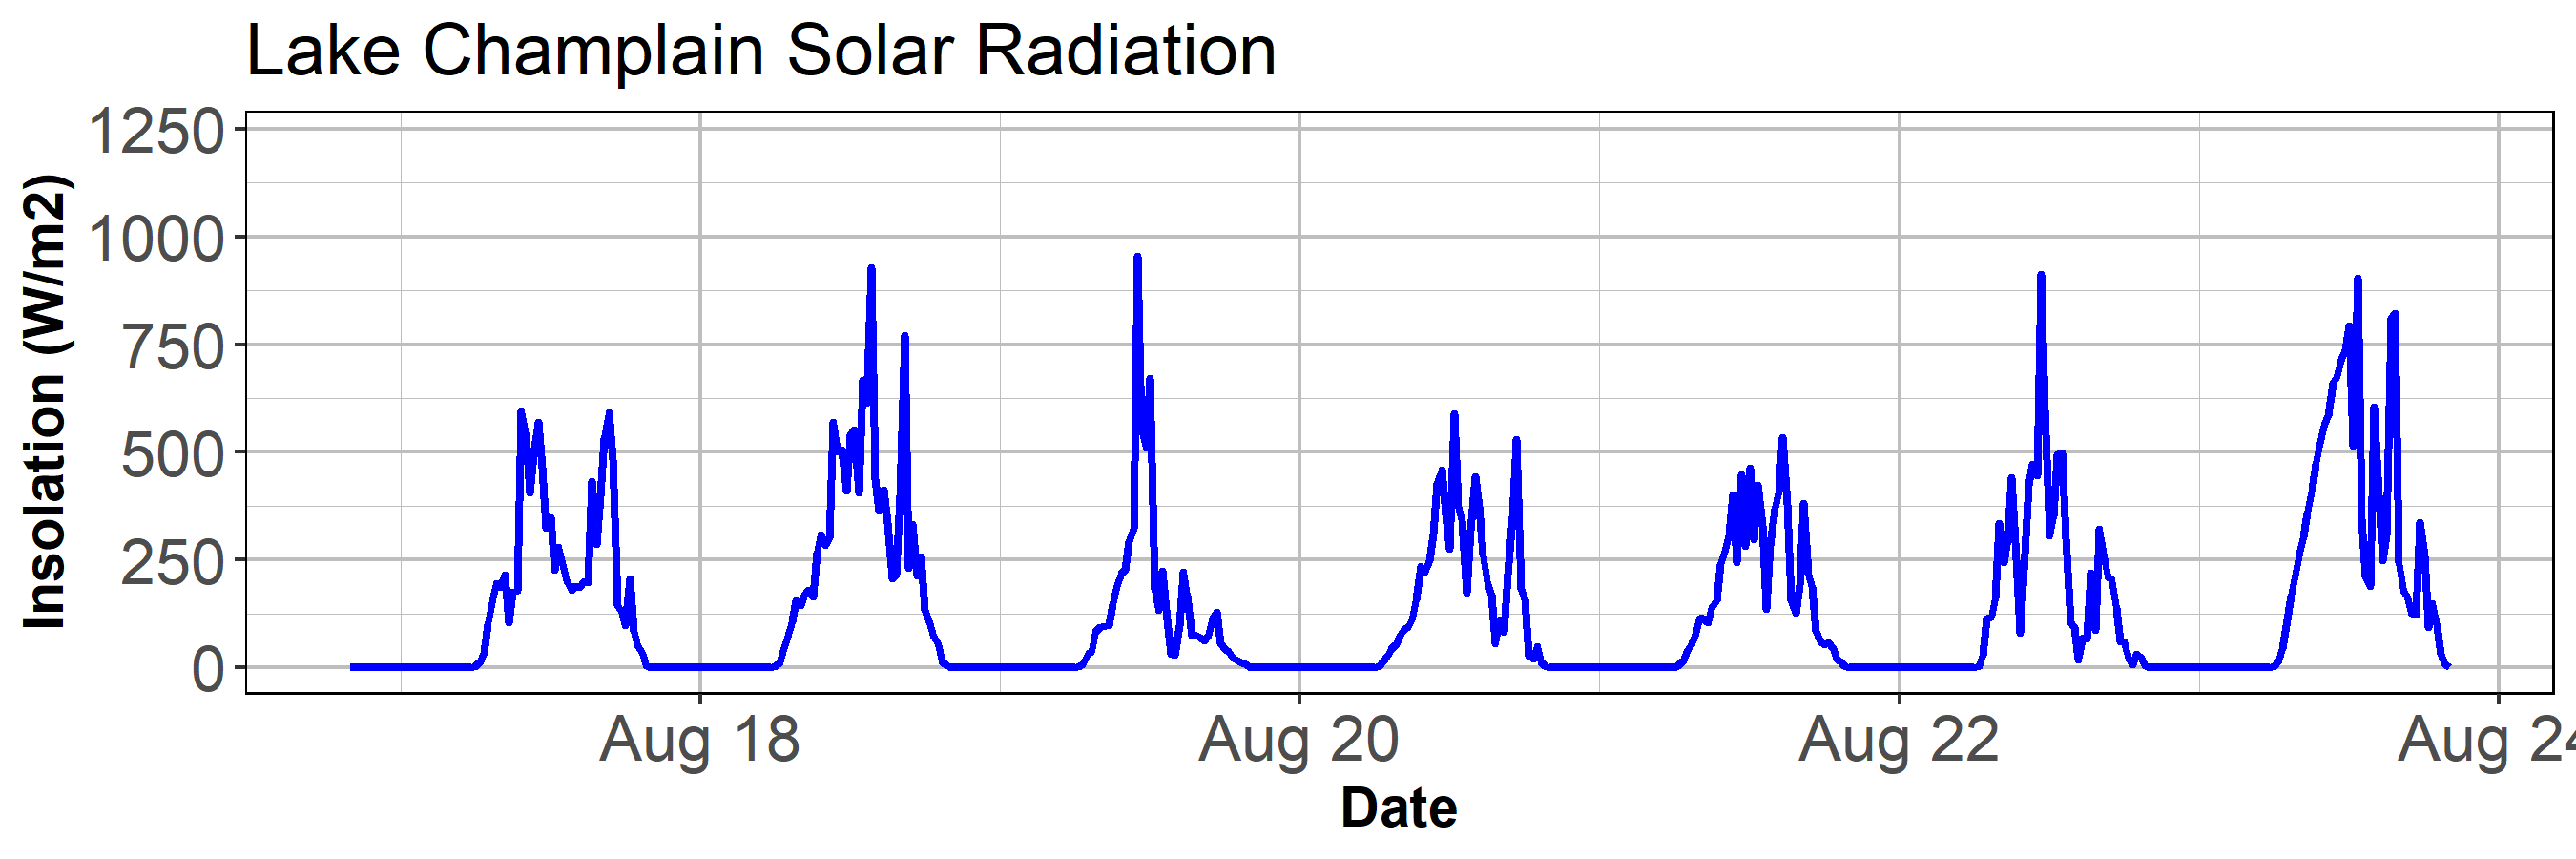 Lake Champlain Solar Radiation
Insolation (W/m2)
1250
1000
750
500
250
0
Aug 18 Aug 20 Aug 22 Aug 24
Date